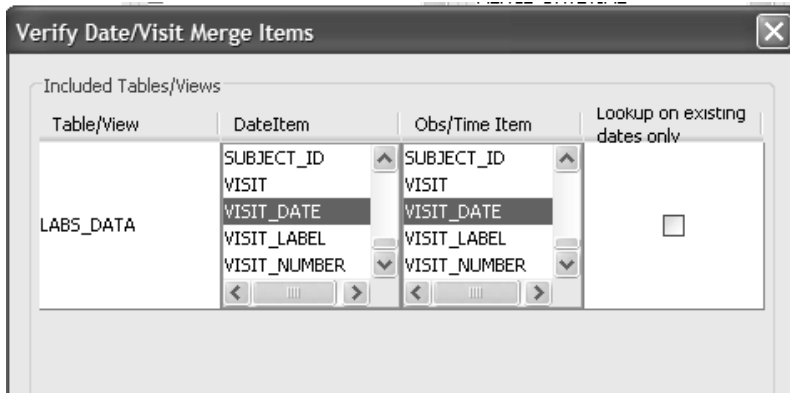 Verify Date/Visit Merge Items
Included Tables/Views
Table/View DateItem Obs/Time Item Lookup on existing
dates only
SUBJECT_ID SUBJECT_ID
VISIT VISIT
VISIT_DATE VISIT_DATE
LABS_DATA
VISIT_LABEL VISIT_LABEL
VISIT_NUMBER VISIT_NUMBER